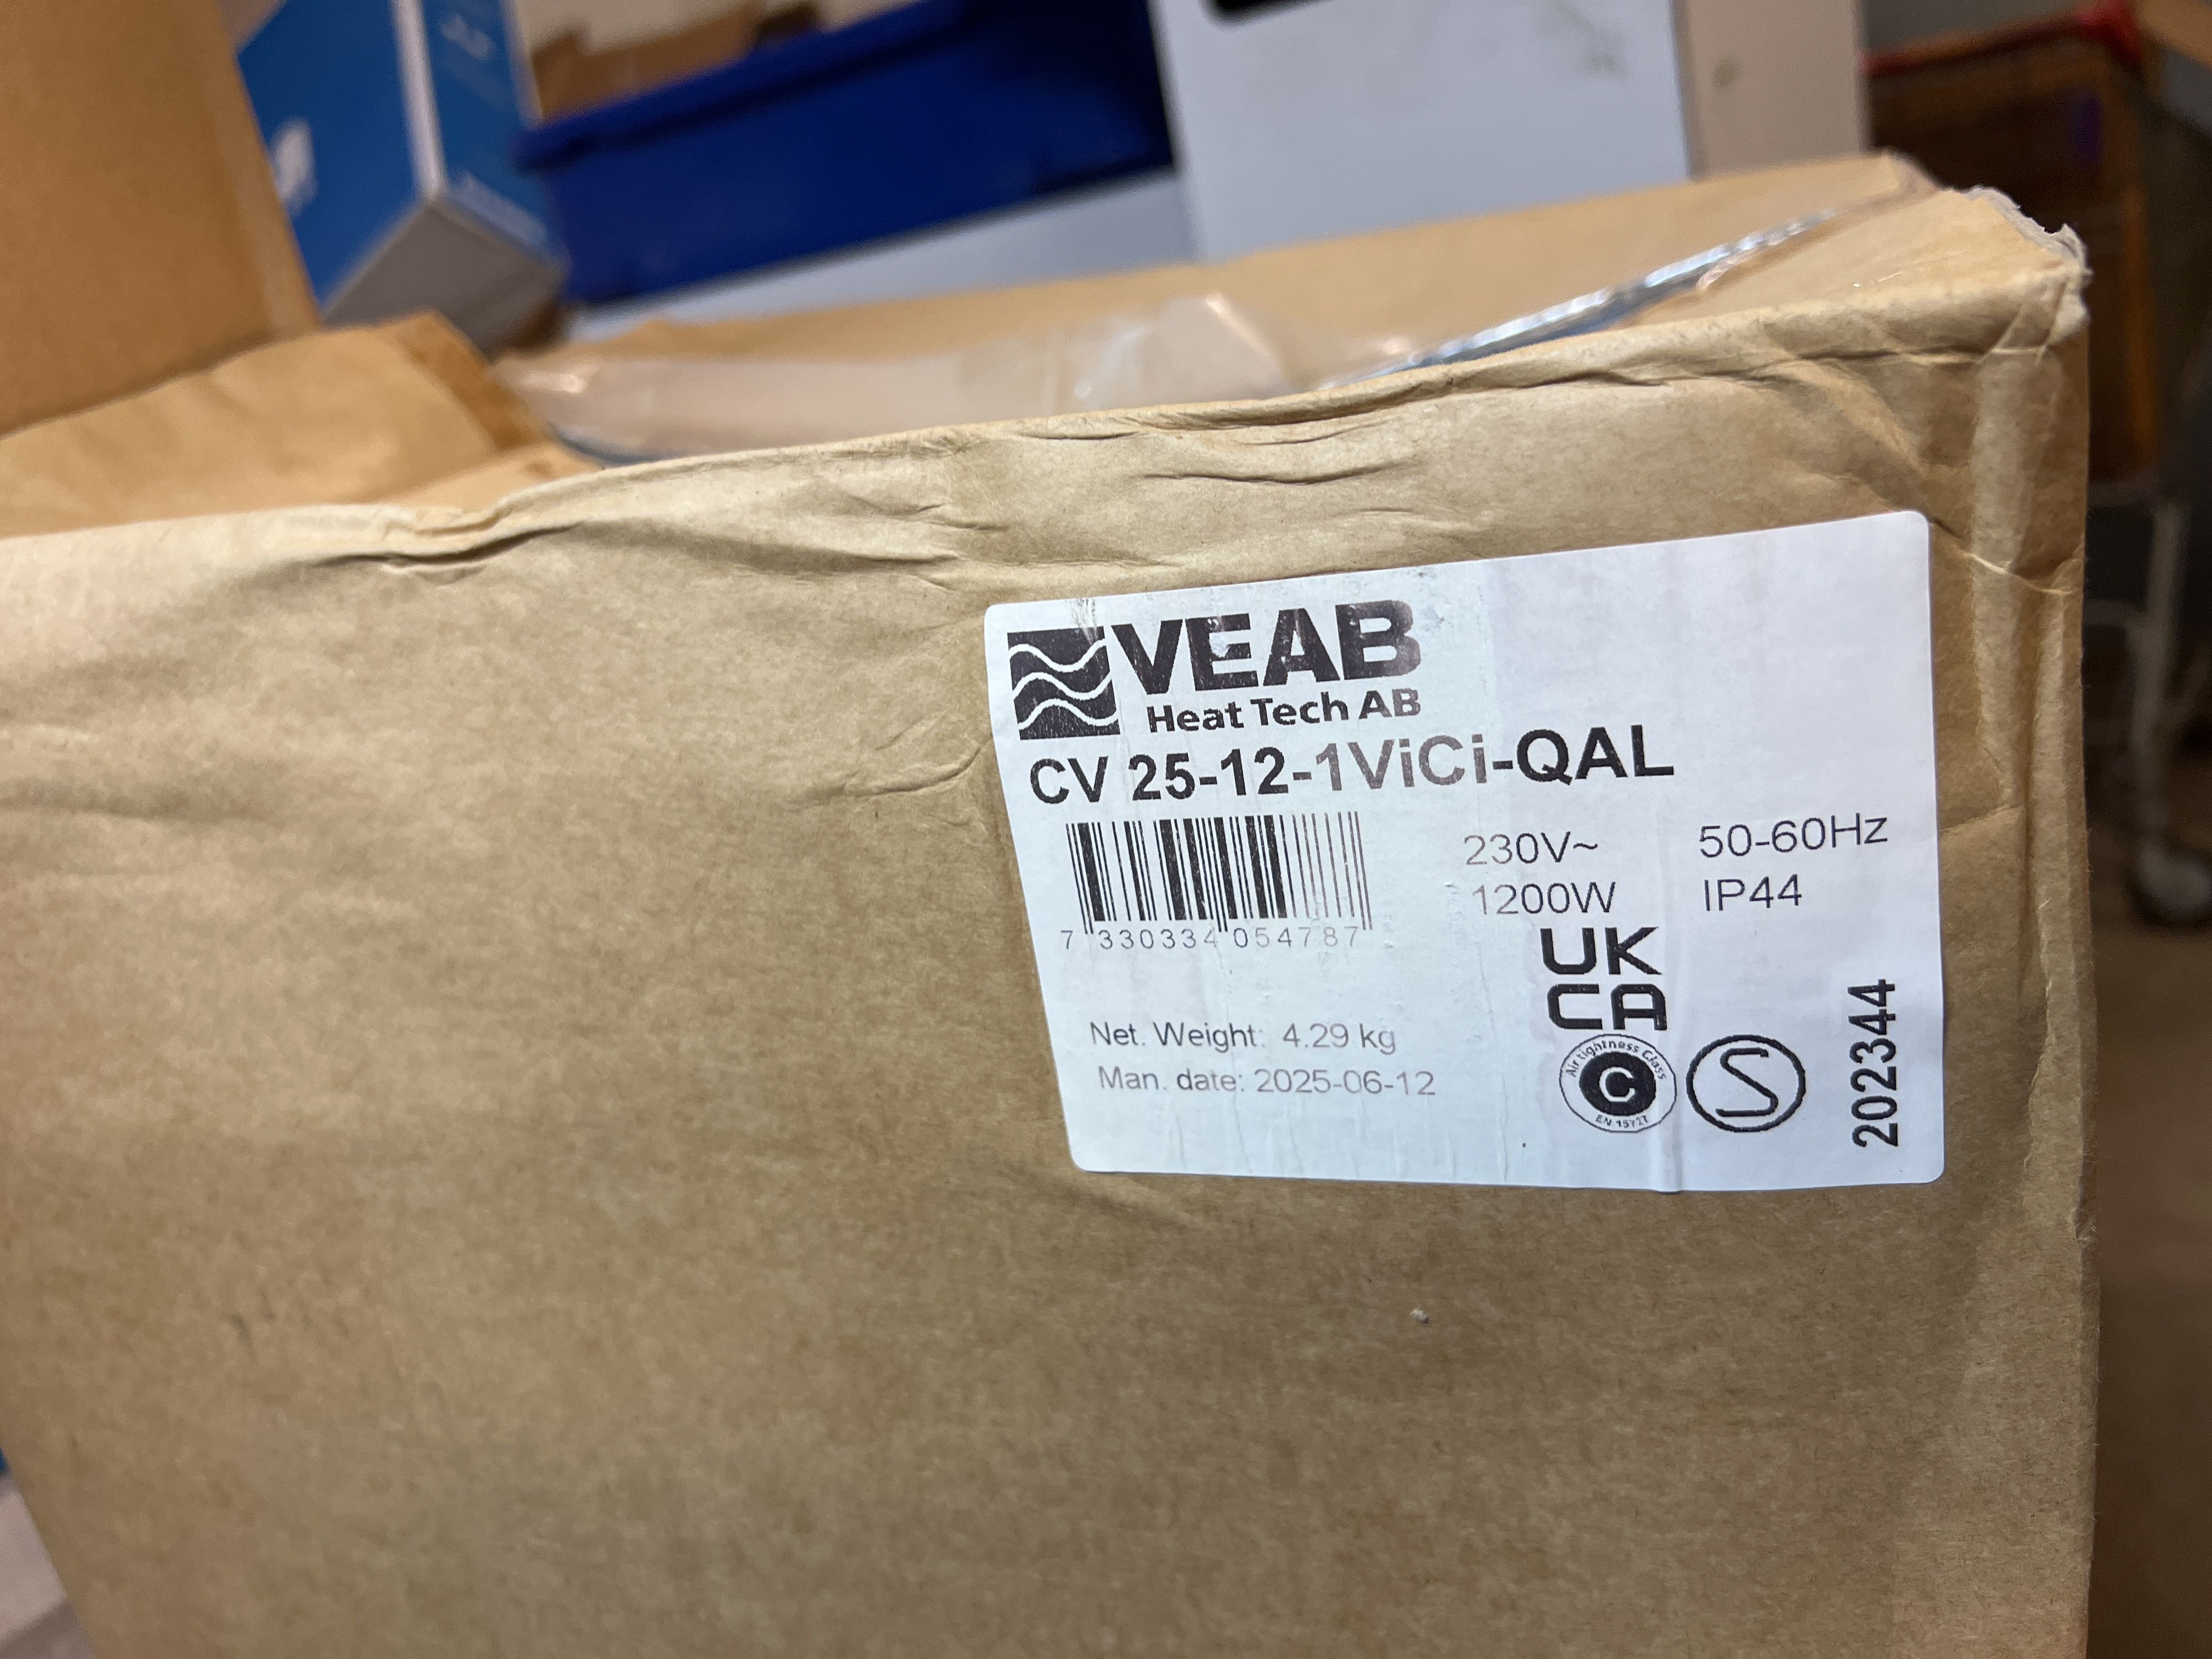 VEAB
Heat Tech AB
CV 25-12-1ViCi-QAL
230V~ 50-60Hz
1200W IP44
7 330334 054787
UK
CA
Net. Weight: 4.29 kg
Man. date: 2025-06-12
Air tightness Class
C
EN 15727
S
202344